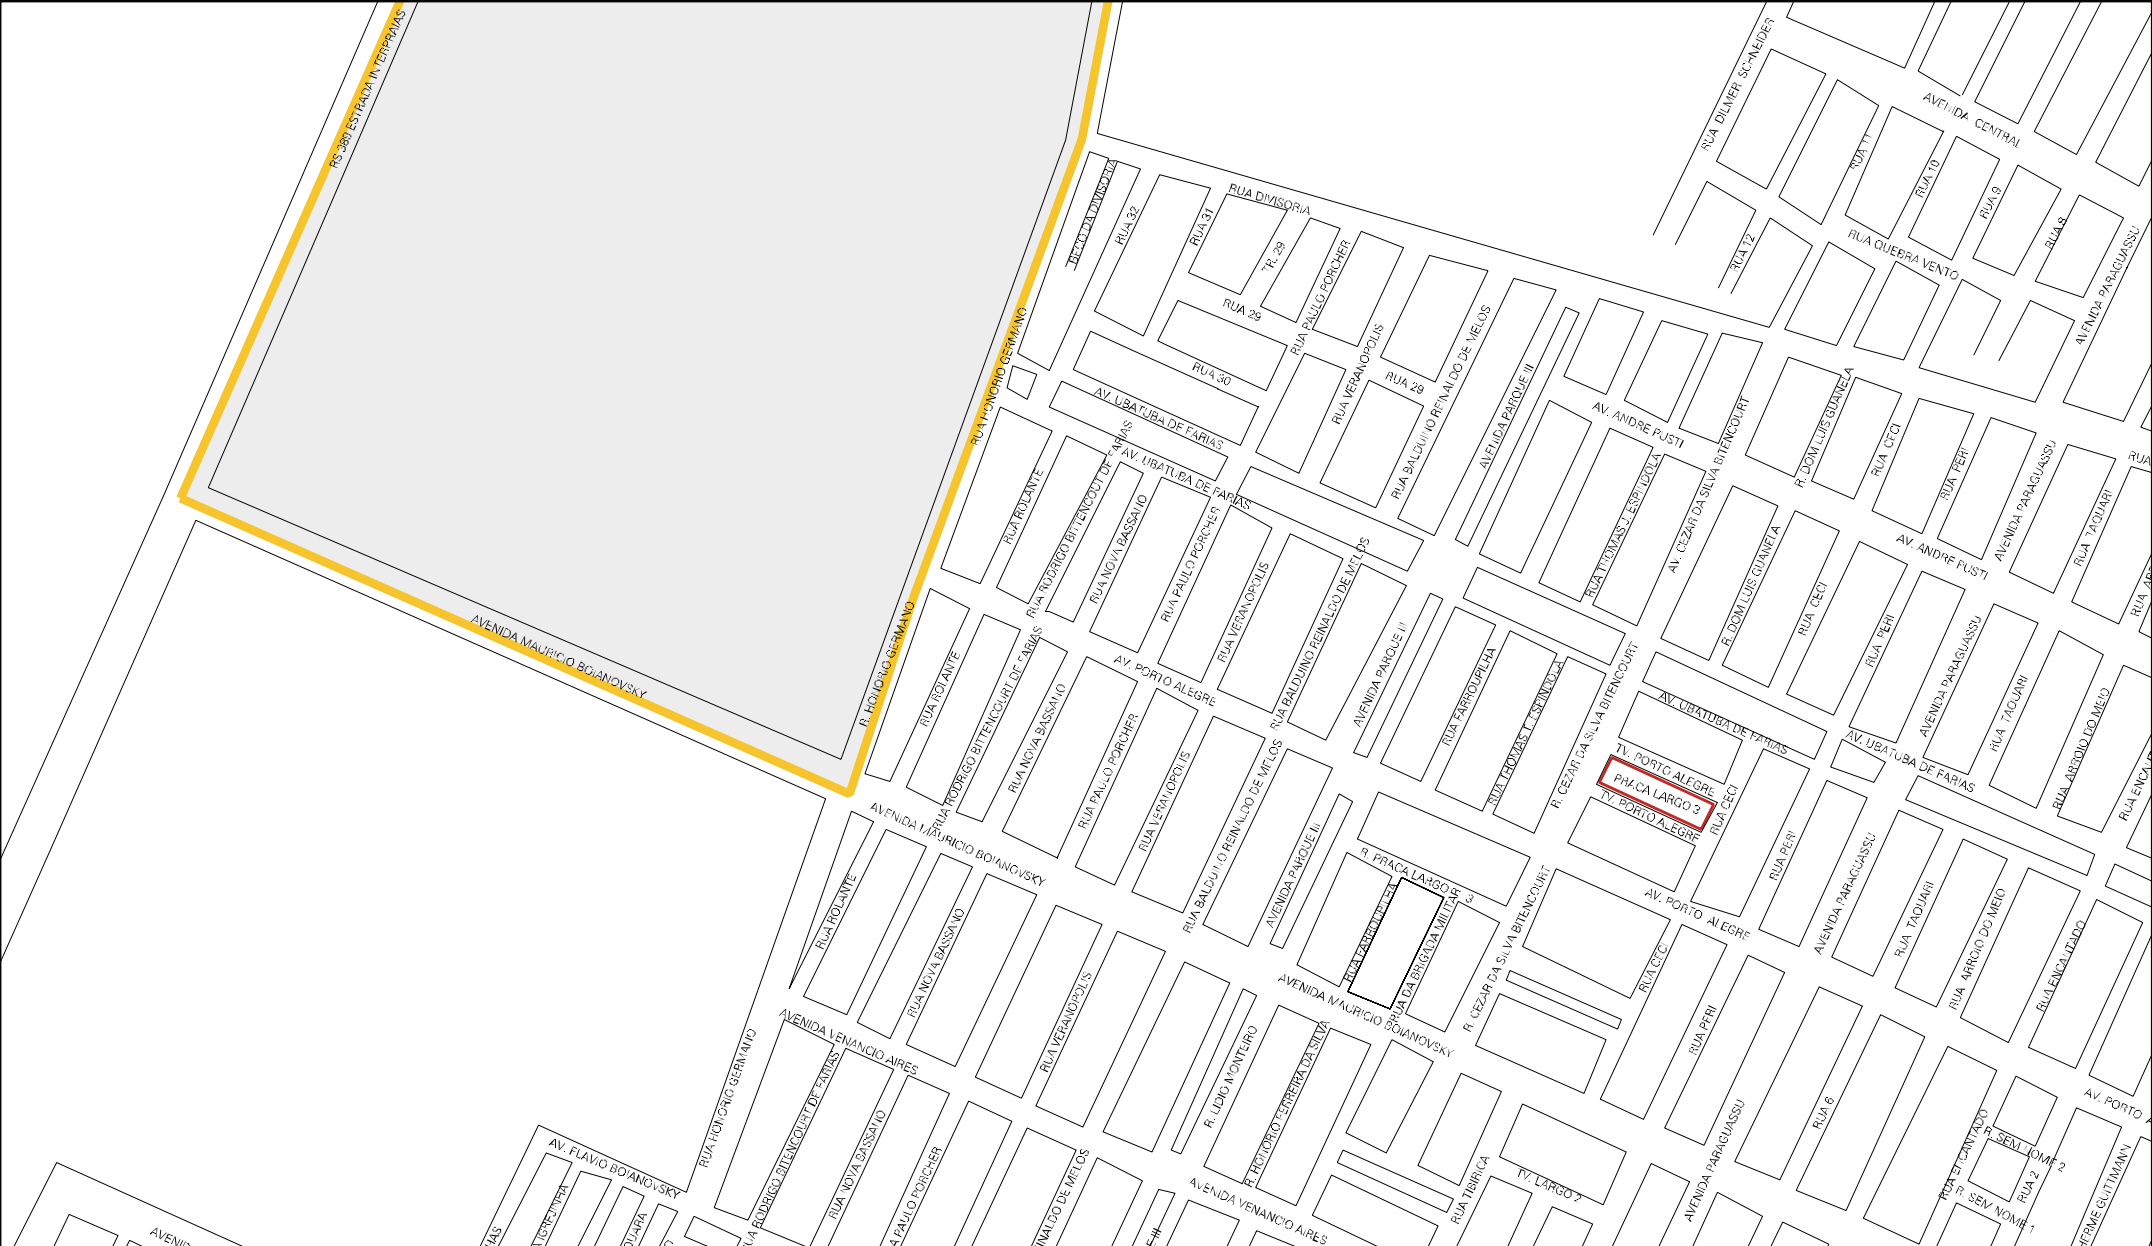 RS 389 ESTRADA INTERPRAIAS
RUA DILMER SCHNEIDER
AVENIDA CENTRAL
RUA 11
RUA 10
RUA 9
RUA 8
RUA 12
RUA QUEBRA VENTO
AVENIDA PARAGUASSU
BECO DA DIVISORIA
RUA 32
RUA 31
RUA DIVISORIA
TR. 29
RUA PAULO PORCHER
RUA 29
RUA 30
RUA VERANOPOLIS
RUA 29
RUA BALDUINO REINALDO DE MELOS
AVENIDA PARQUE III
AV. ANDRE PUSTI
AV. CEZAR DA SILVA BITENCOURT
R. DOM LUIS GUANELA
RUA CECI
RUA PERI
AVENIDA PARAGUASSU
RUA TAQUARI
RUA
RUA HONORIO GERMANO
AV. UBATUBA DE FARIAS
AV. UBATUBA DE FARIAS
RUA ROLANTE
RUA RODRIGO BITTENCOUT DE FARIAS
RUA NOVA BASSANO
RUA PAULO PORCHER
RUA VERANOPOLIS
RUA BALDUINO REINALDO DE MELOS
AVENIDA PARQUE III
RUA THOMAS J. ESPINDOLA
R. DOM LUIS GUANELA
RUA CECI
RUA PERI
AV. ANDRE PUSTI
AVENIDA PARAGUASSU
RUA TAQUARI
RUA ARROIO DO MEIO
AVENIDA MAURICIO BOIANOVSKY
R. HONORIO GERMANO
RUA ROLANTE
RUA RODRIGO BITTENCOURT DE FARIAS
RUA NOVA BASSANO
RUA PAULO PORCHER
RUA VERANOPOLIS
AV. PORTO ALEGRE
RUA BALDUINO REINALDO DE MELOS
AVENIDA PARQUE III
RUA FARROUPILHA
RUA THOMAS T. ESPINDOLA
R. CEZAR DA SILVA BITENCOURT
AV. UBATUBA DE FARIAS
TV. PORTO ALEGRE
PRACA LARGO 3
TV. PORTO ALEGRE
RUA CECI
RUA PERI
AV. UBATUBA DE FARIAS
AVENIDA PARAGUASSU
RUA TAQUARI
RUA ARROIO DO MEIO
RUA ENCANTADO
AVENIDA MAURICIO BOIANOVSKY
RUA ROLANTE
RUA NOVA BASSANO
RUA VERANOPOLIS
R. PRACA LARGO 3
RUA FARROUPILHA
RUA DA BRIGADA MILITAR
R. CEZAR DA SILVA BITENCOURT
AV. PORTO ALEGRE
AVENIDA MAURICIO BOIANOVSKY
RUA CECI
RUA PERI
AVENIDA PARAGUASSU
RUA 6
AV. PORTO A
RUA HONORIO GERMANO
AVENIDA VENANCIO AIRES
RODRIGO BITENCOURT DE FARIAS
RUA NOVA BASSANO
PAULO PORCHER
NALDO DE MELOS
R. LIDIO MONTEIRO
R. HONORIO FERREIRA DA SILVA
RUA TIBIRICA
TV. LARGO 2
RUA ENCANTADO
R. SEM NOME 2
RUA 2
R. SEM NOME 1
HERME GUITTMANN
AV. FLAVIO BOIANOVSKY
IGREJINHA
AVENID
AVENIDA VENANCIO AIRES